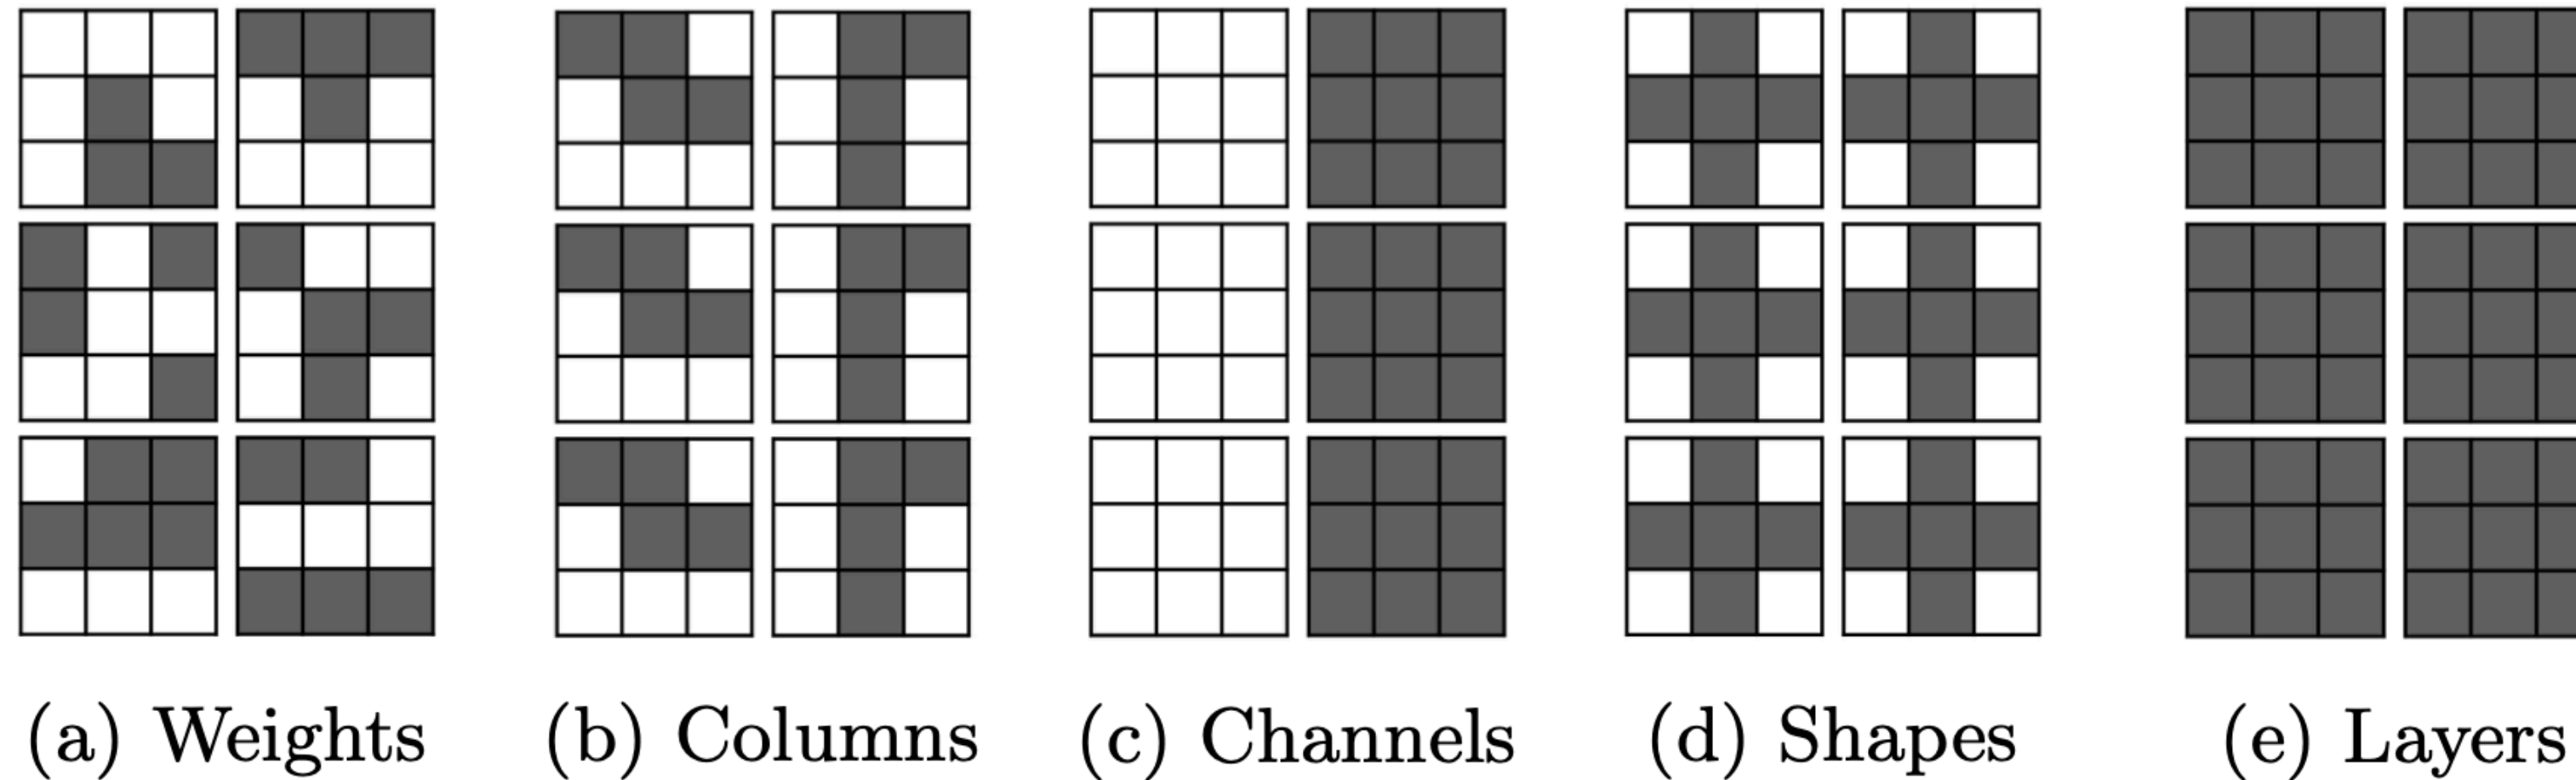 (a) Weights
(b) Columns
(c) Channels
(d) Shapes
(e) Layers